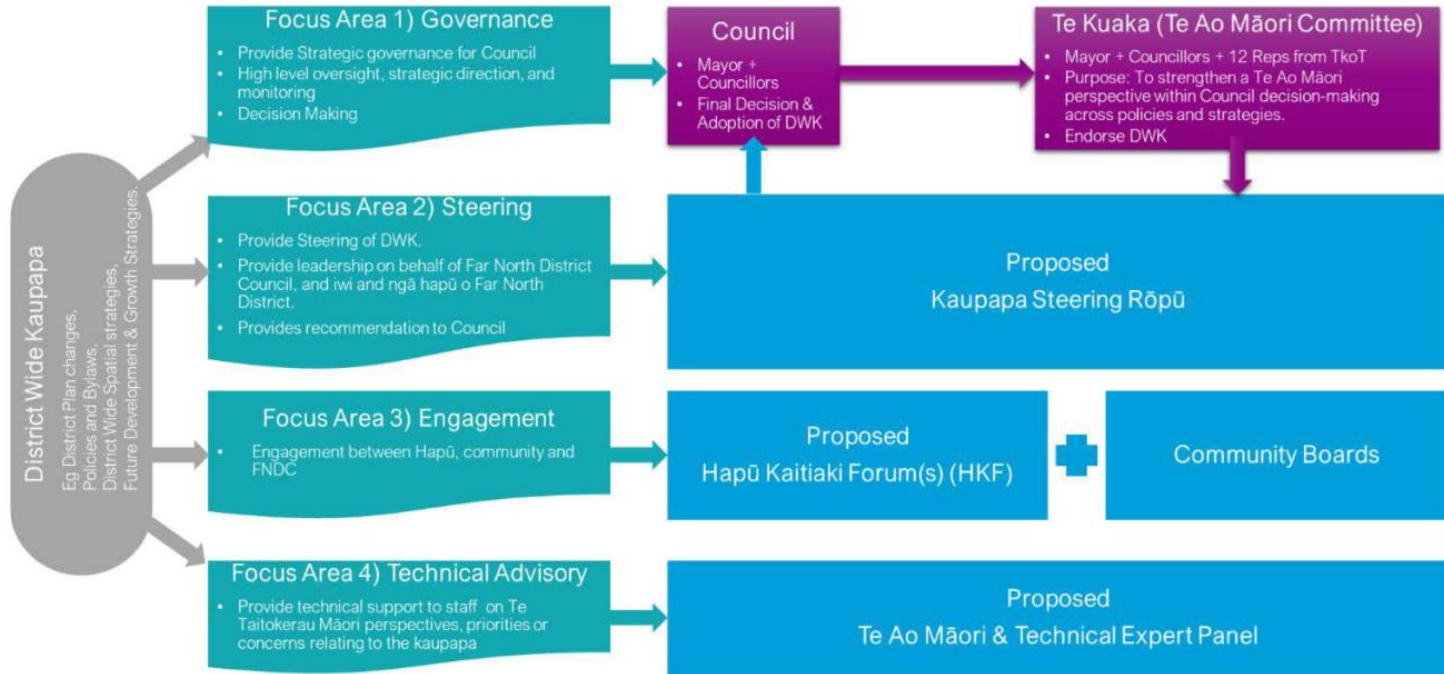 District Wide Kaupapa
Eg District Plan changes,
Policies and Bylaws,
District Wide Spatial strategies,
Future Development & Growth Strategies.
Focus Area 1) Governance
• Provide Strategic governance for Council
• High level oversight, strategic direction, and
monitoring
• Decision Making
Council
• Mayor +
Councillors
• Final Decision &
Adoption of DWK
Te Kuaka (Te Ao Māori Committee)
• Mayor + Councillors + 12 Reps from TkoT
• Purpose: To strengthen a Te Ao Māori
perspective within Council decision-making
across policies and strategies.
• Endorse DWK
Focus Area 2) Steering
• Provide Steering of DWK.
• Provide leadership on behalf of Far North District
Council, and iwi and ngā hapū o Far North
District.
• Provides recommendation to Council
Proposed
Kaupapa Steering Rōpū
Focus Area 3) Engagement
• Engagement between Hapū, community and
FNDC
Proposed
Hapū Kaitiaki Forum(s) (HKF)
Community Boards
Focus Area 4) Technical Advisory
• Provide technical support to staff on Te
Taitokerau Māori perspectives, priorities or
concerns relating to the kaupapa
Proposed
Te Ao Māori & Technical Expert Panel